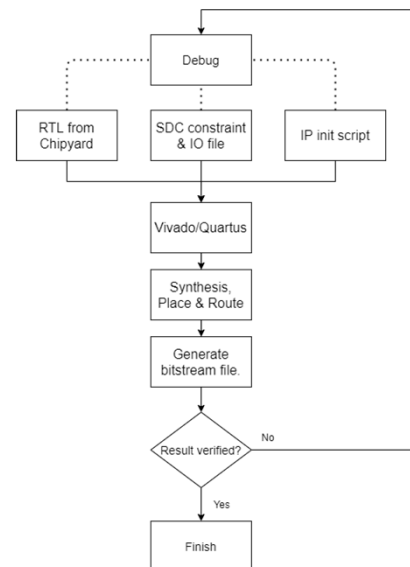 Debug
RTL from
Chipyard
SDC constraint
& IO file
IP init script
Vivado/Quartus
Synthesis,
Place & Route
Generate
bitstream file.
Result verified?
No
Yes
Finish